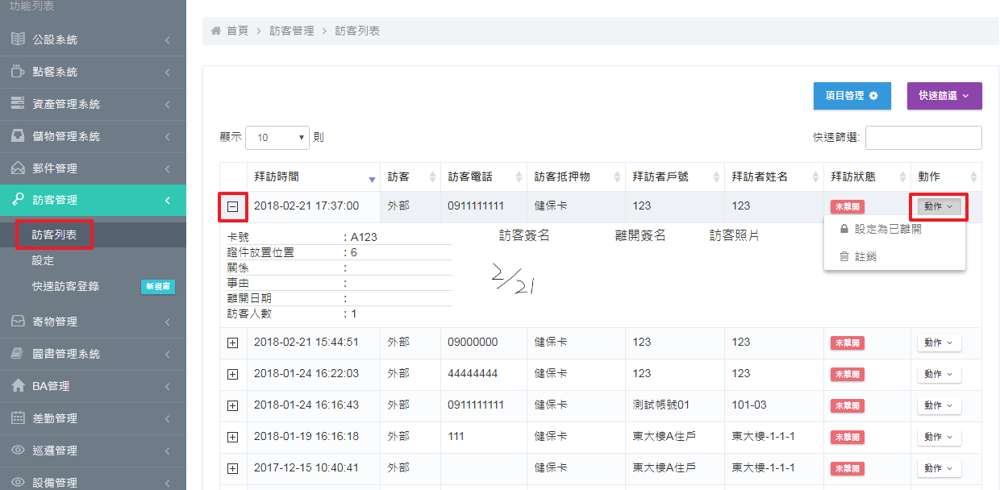 功能列表
公設系統
點餐系統
資產管理系統
儲物管理系統
郵件管理
訪客管理
訪客列表
設定
快速訪客登錄 新視窗
寄物管理
圖書管理系統
BA管理
差勤管理
巡邏管理
設備管理
首頁 > 訪客管理 > 訪客列表
項目管理 快速篩選
顯示 10 則 快速篩選:
拜訪時間 訪客 訪客電話 訪客抵押物 拜訪者戶號 拜訪者姓名 拜訪狀態 動作
2018-02-21 17:37:00 外部 0911111111 健保卡 123 123 未離開 動作
設定為已離開
註銷
卡號 : A123
證件放置位置 : 6
關係 :
事由 :
離開日期 :
訪客人數 : 1
訪客簽名 離開簽名 訪客照片
2/21
2018-02-21 15:44:51 外部 09000000 健保卡 123 123 未離開 動作
2018-01-24 16:22:03 外部 44444444 健保卡 123 123 未離開 動作
2018-01-24 16:16:43 外部 0911111111 健保卡 測試帳號01 101-03 未離開 動作
2018-01-19 16:16:18 外部 111 健保卡 東大樓A住戶 東大樓-1-1-1 未離開 動作
2017-12-15 10:40:41 外部 健保卡 東大樓A住戶 東大樓-1-1-1 未離開 動作